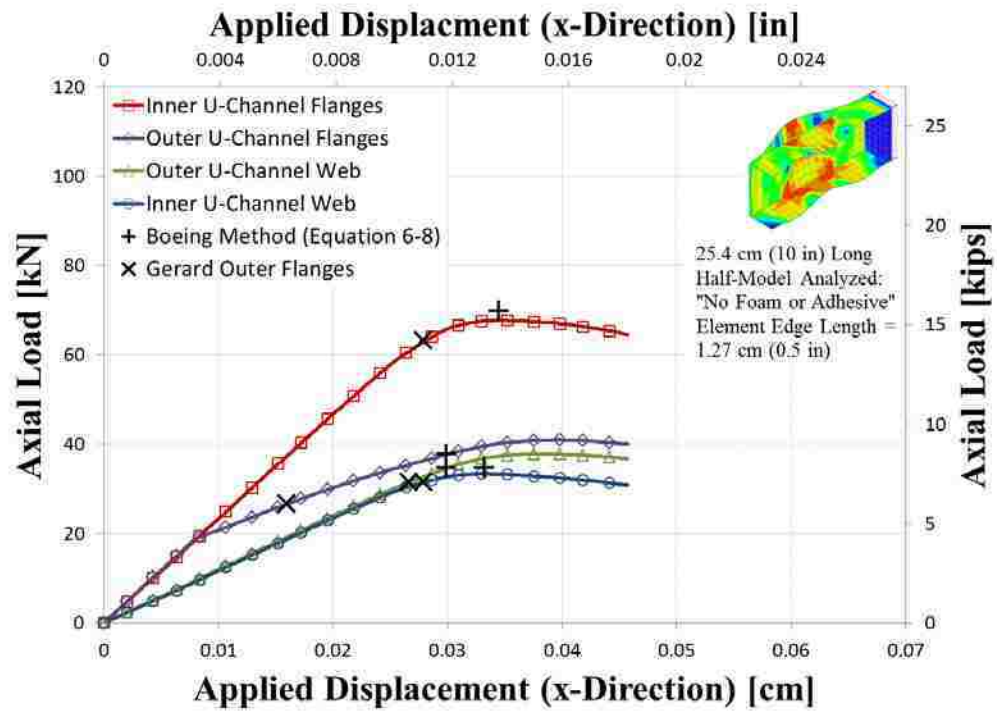 Applied Displacment (x-Direction) [in]
0 0.004 0.008 0.012 0.016 0.02 0.024
120
100
80
60
40
20
0
Axial Load [kN]
Inner U-Channel Flanges
Outer U-Channel Flanges
Outer U-Channel Web
Inner U-Channel Web
Boeing Method (Equation 6-8)
Gerard Outer Flanges
25.4 cm (10 in) Long
Half-Model Analyzed:
"No Foam or Adhesive"
Element Edge Length =
1.27 cm (0.5 in)
25
20
15
10
5
0
Axial Load [kips]
0 0.01 0.02 0.03 0.04 0.05 0.06 0.07
Applied Displacement (x-Direction) [cm]